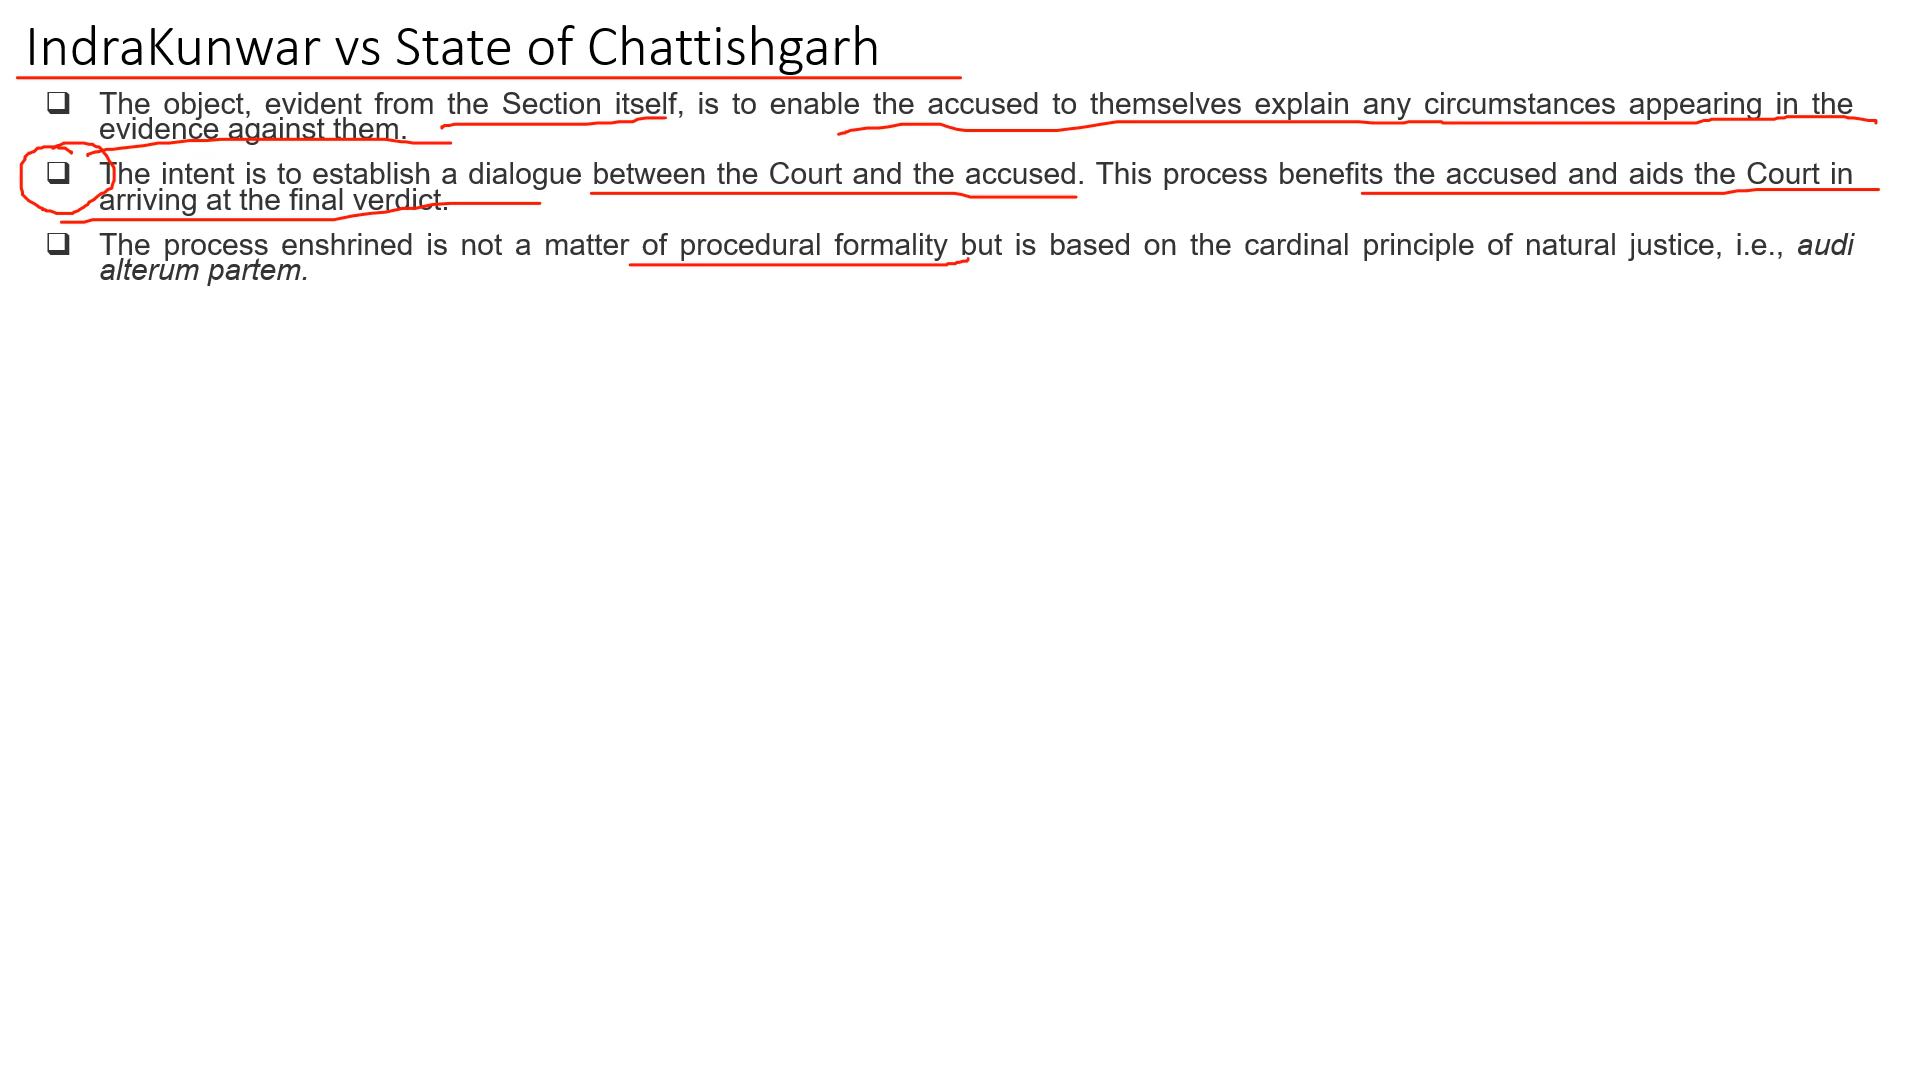 IndraKunwar vs State of Chattishgarh
The object, evident from the Section itself, is to enable the accused to themselves explain any circumstances appearing in the
evidence against them.
The intent is to establish a dialogue between the Court and the accused. This process benefits the accused and aids the Court in
arriving at the final verdict.
The process enshrined is not a matter of procedural formality but is based on the cardinal principle of natural justice, i.e., audi
alterum partem.